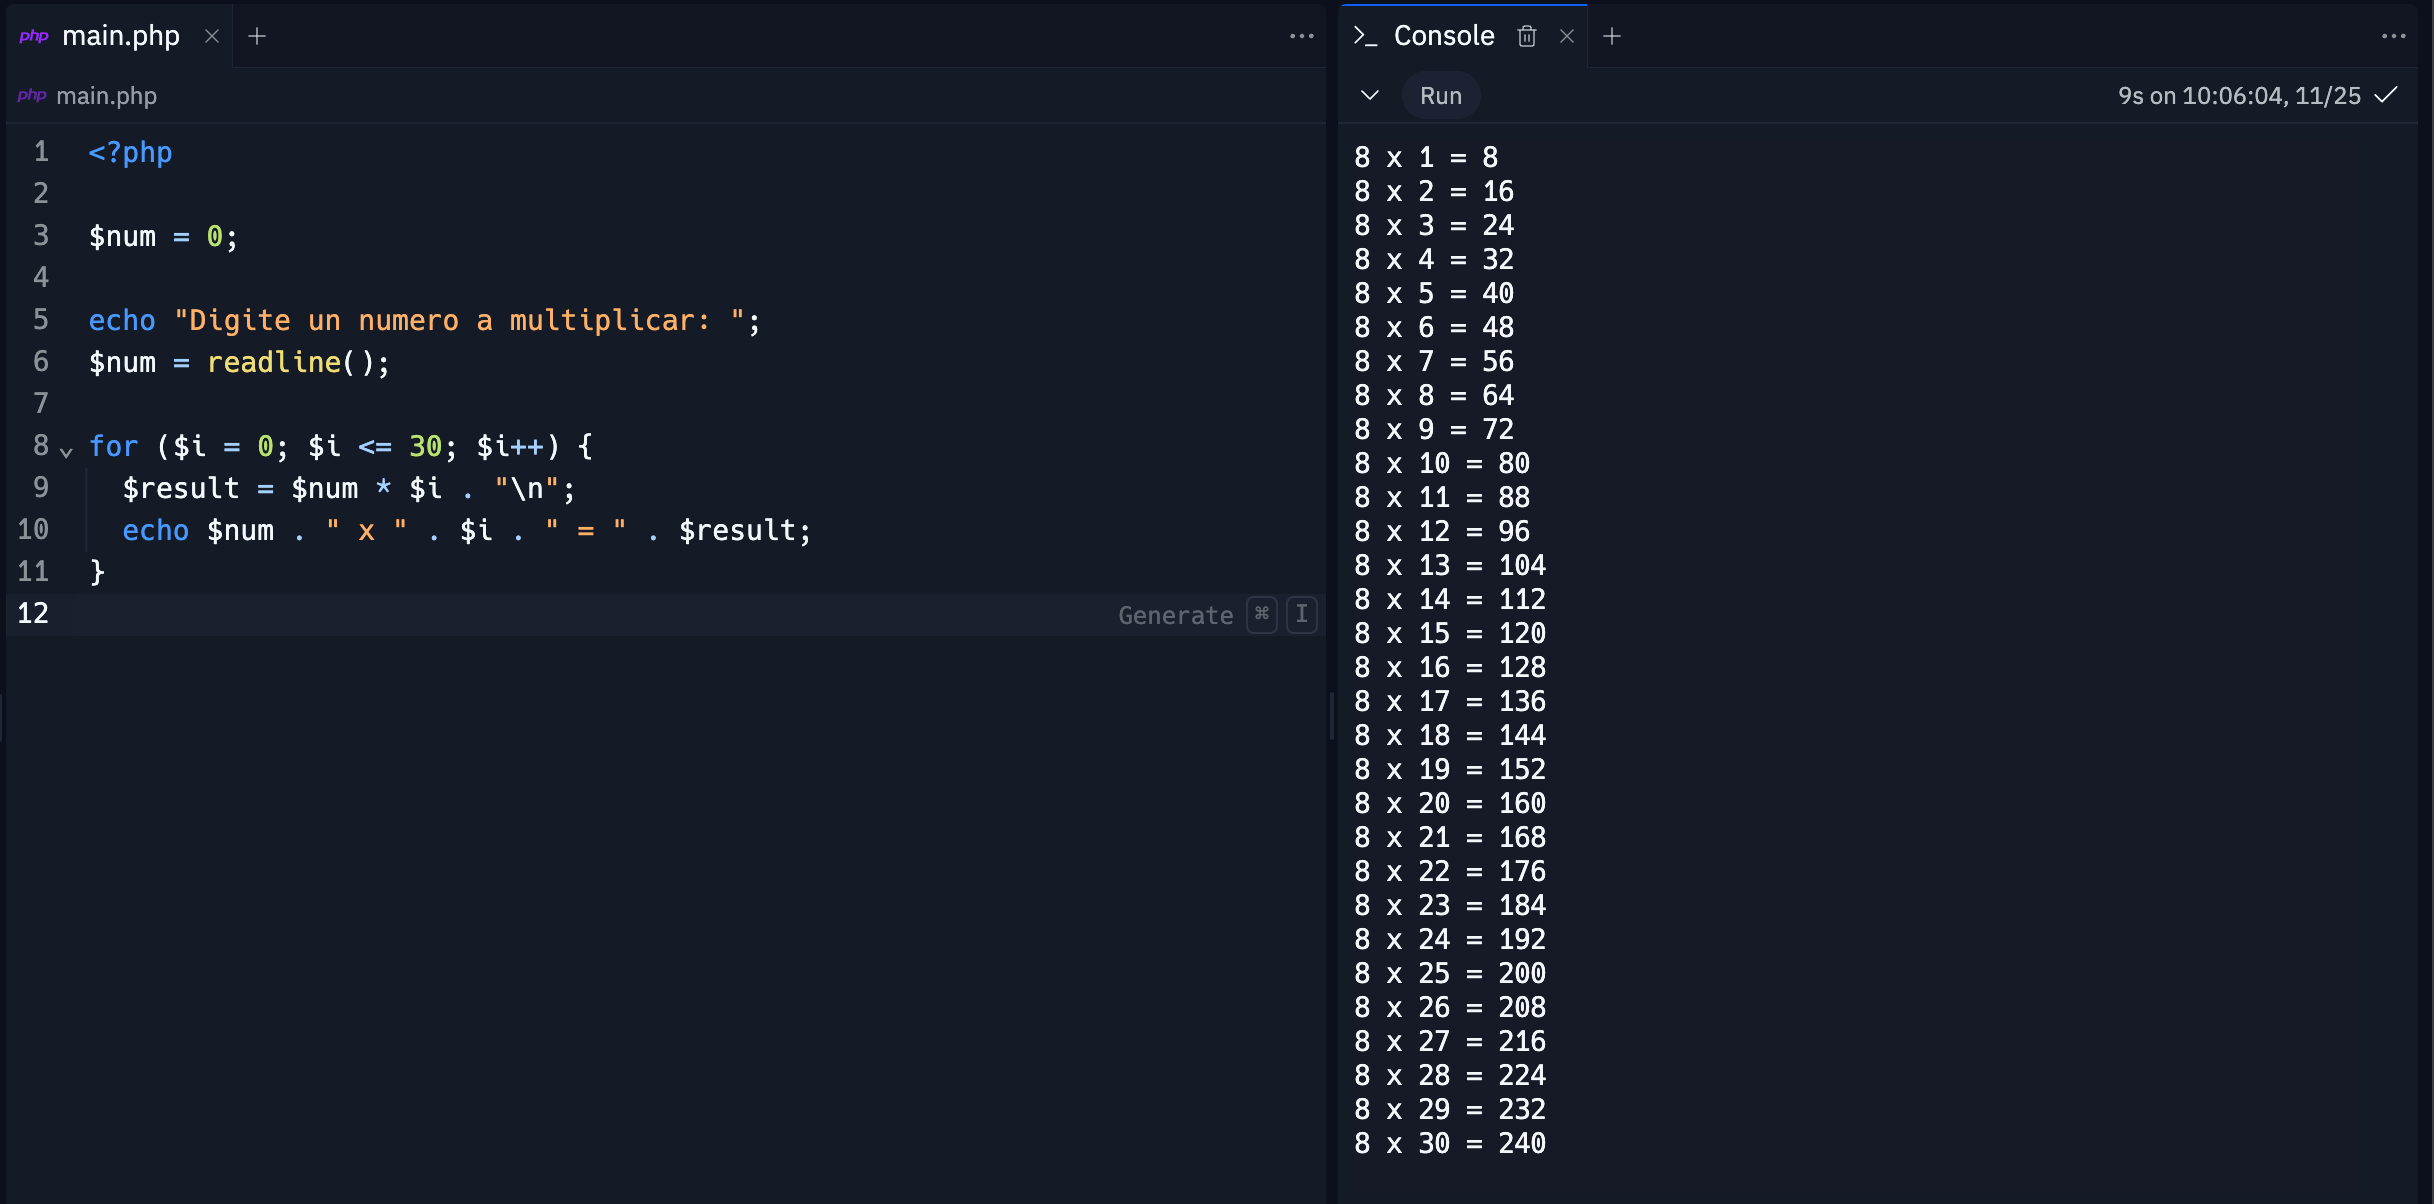 php main.php
php main.php
1 <?php
2
3 $num = 0;
4
5 echo "Digite un numero a multiplicar: ";
6 $num = readline();
7
8 for ($i = 0; $i <= 30; $i++) {
9 $result = $num * $i . "\n";
10 echo $num . " x " . $i . " = " . $result;
11 }
12 Generate ⌘ I
Console
Run 9s on 10:06:04, 11/25
8 x 1 = 8
8 x 2 = 16
8 x 3 = 24
8 x 4 = 32
8 x 5 = 40
8 x 6 = 48
8 x 7 = 56
8 x 8 = 64
8 x 9 = 72
8 x 10 = 80
8 x 11 = 88
8 x 12 = 96
8 x 13 = 104
8 x 14 = 112
8 x 15 = 120
8 x 16 = 128
8 x 17 = 136
8 x 18 = 144
8 x 19 = 152
8 x 20 = 160
8 x 21 = 168
8 x 22 = 176
8 x 23 = 184
8 x 24 = 192
8 x 25 = 200
8 x 26 = 208
8 x 27 = 216
8 x 28 = 224
8 x 29 = 232
8 x 30 = 240